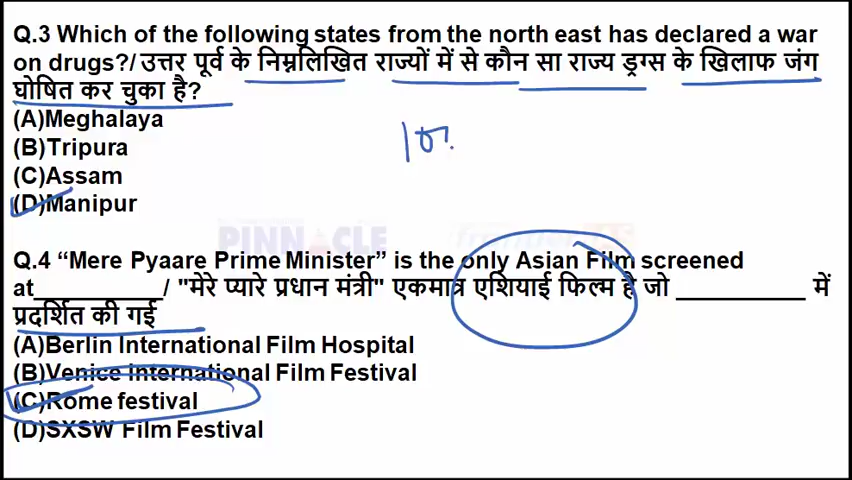 Q.3 Which of the following states from the north east has declared a war
on drugs?/ उत्तर पूर्व के निम्नलिखित राज्यों में से कौन सा राज्य ड्रग्स के खिलाफ जंग
घोषित कर चुका है?
(A)Meghalaya
(B)Tripura
(C)Assam
(D)Manipur
PINNACLE
Q.4 “Mere Pyaare Prime Minister” is the only Asian Film screened
at__________/ "मेरे प्यारे प्रधान मंत्री" एकमात्र एशियाई फिल्म है जो __________ में
प्रदर्शित की गई
(A)Berlin International Film Hospital
(B)Venice International Film Festival
(C)Rome festival
(D)SXSW Film Festival